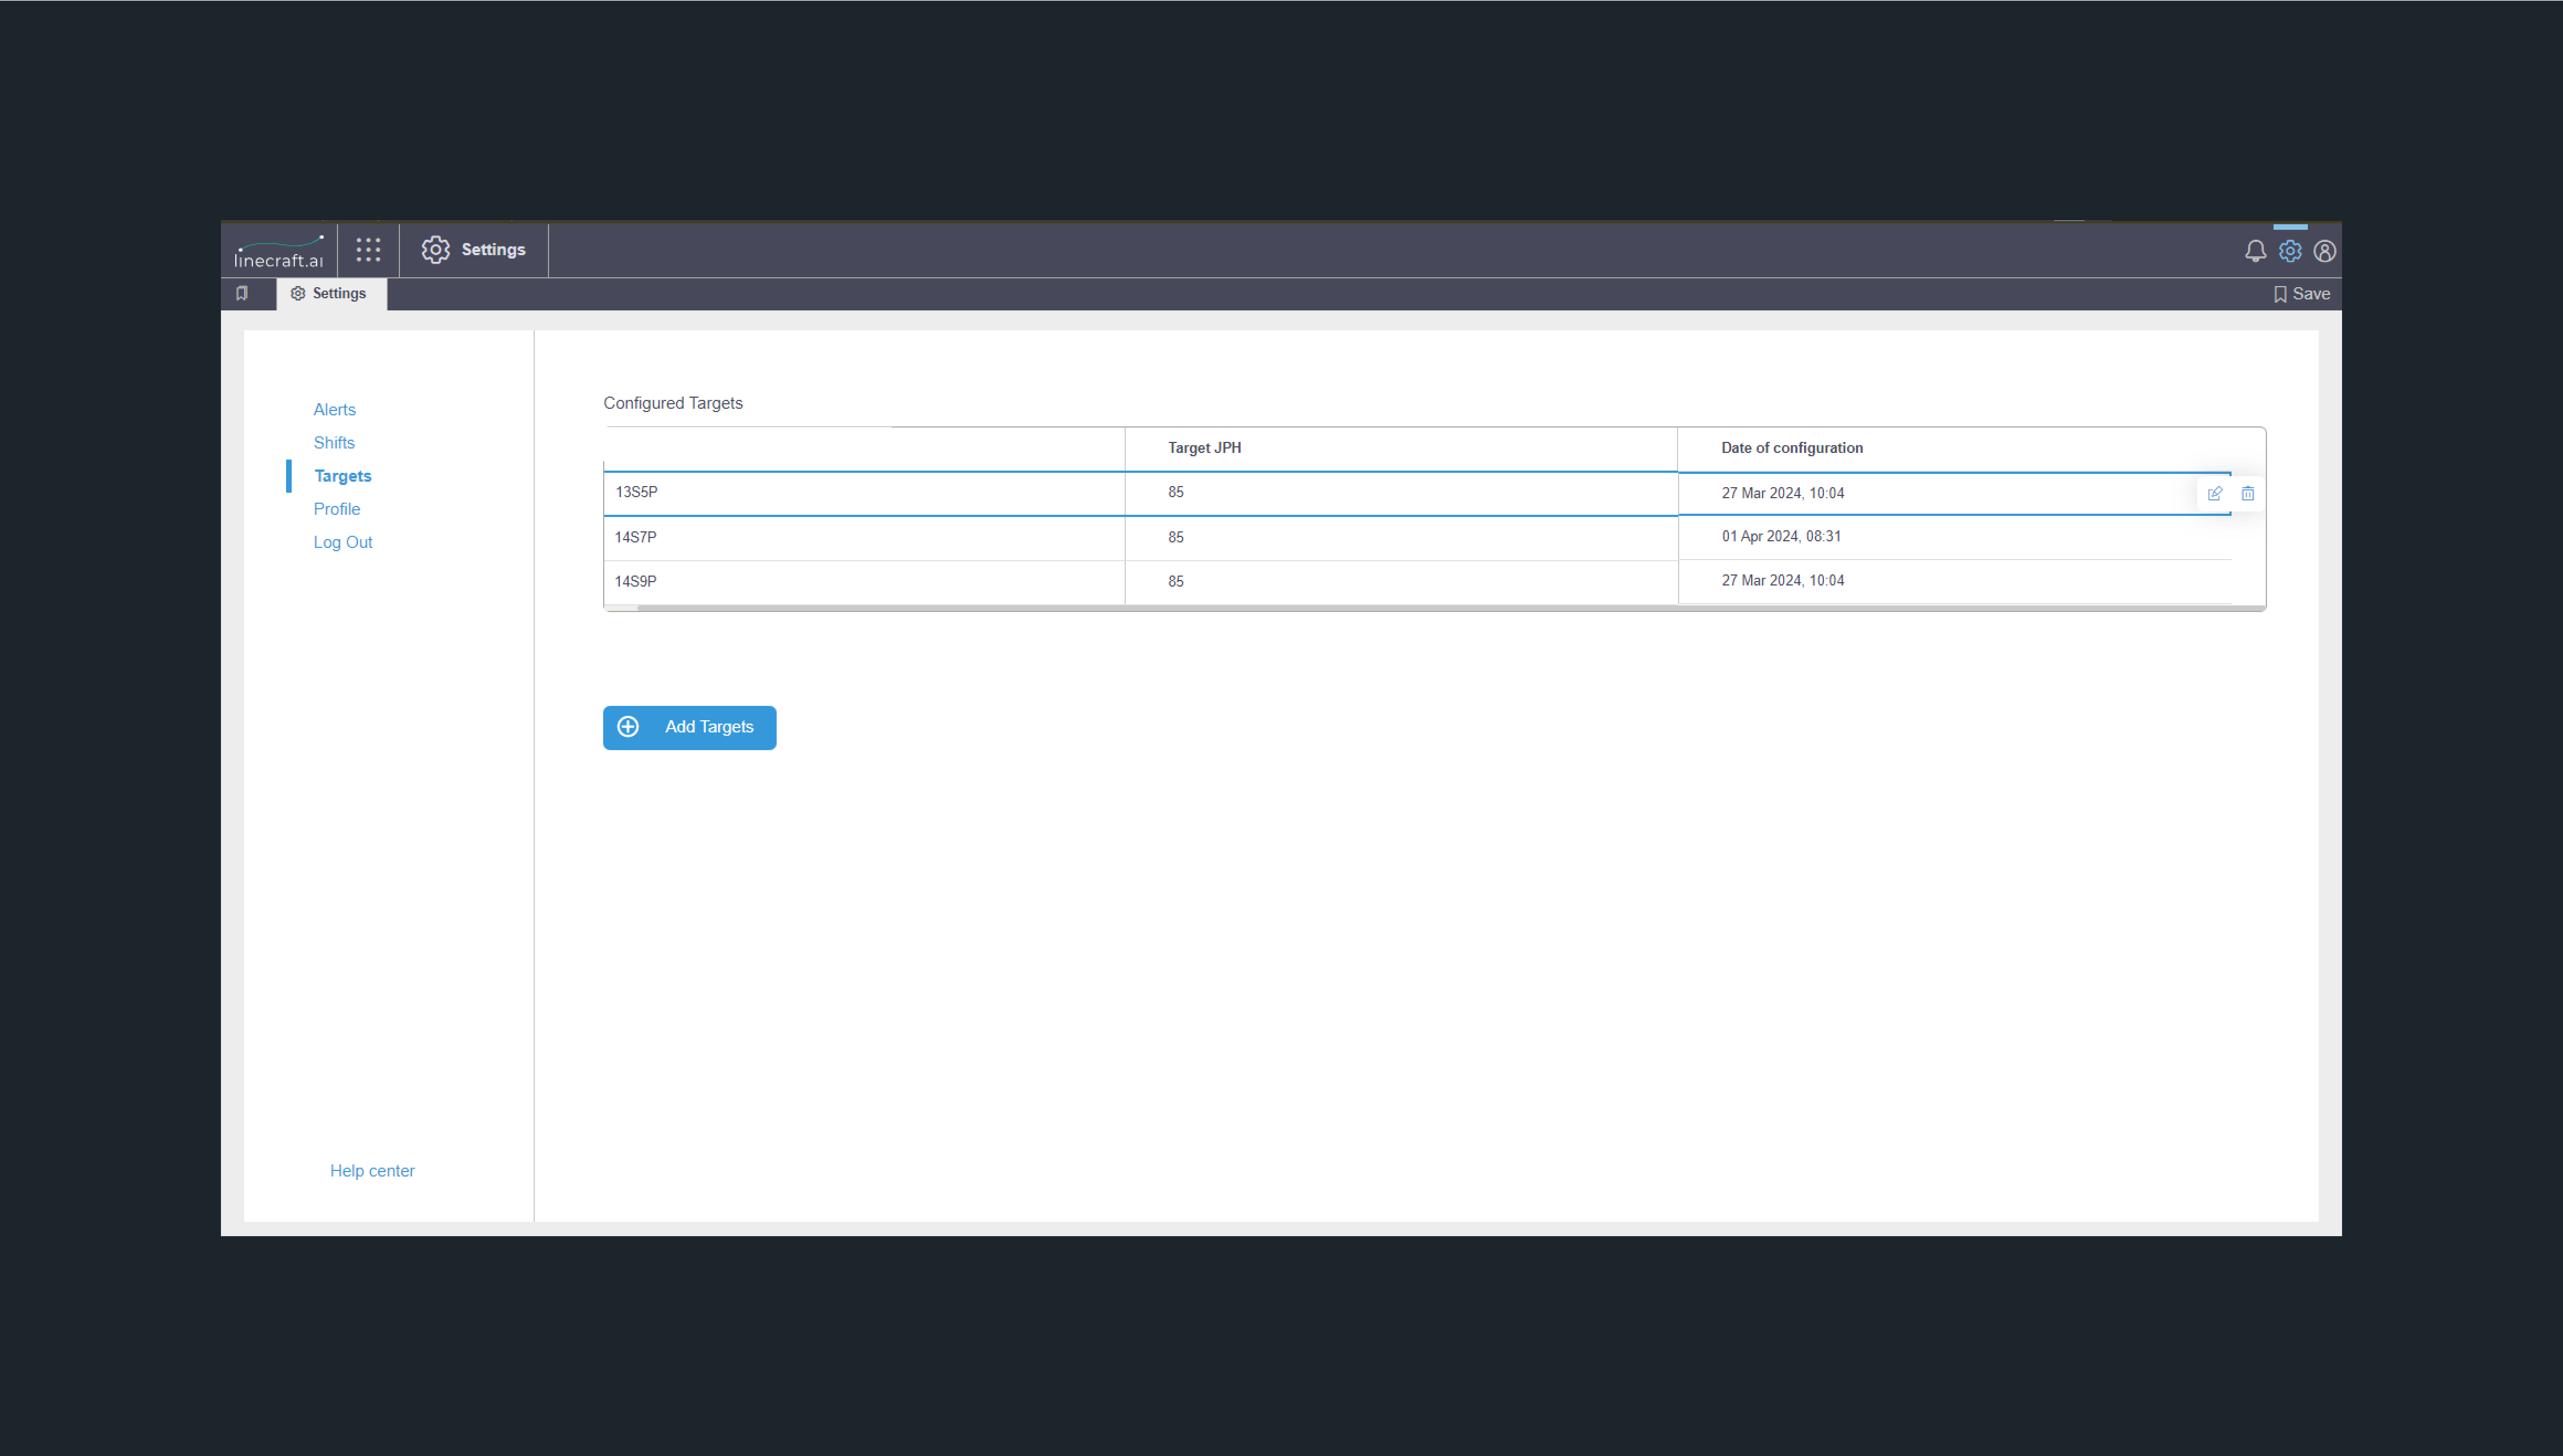 linecraft.ai
Settings
Settings
Save
Alerts
Shifts
Targets
Profile
Log Out
Help center
Configured Targets
Target JPH Date of configuration
13S5P 85 27 Mar 2024, 10:04
14S7P 85 01 Apr 2024, 08:31
14S9P 85 27 Mar 2024, 10:04
Add Targets